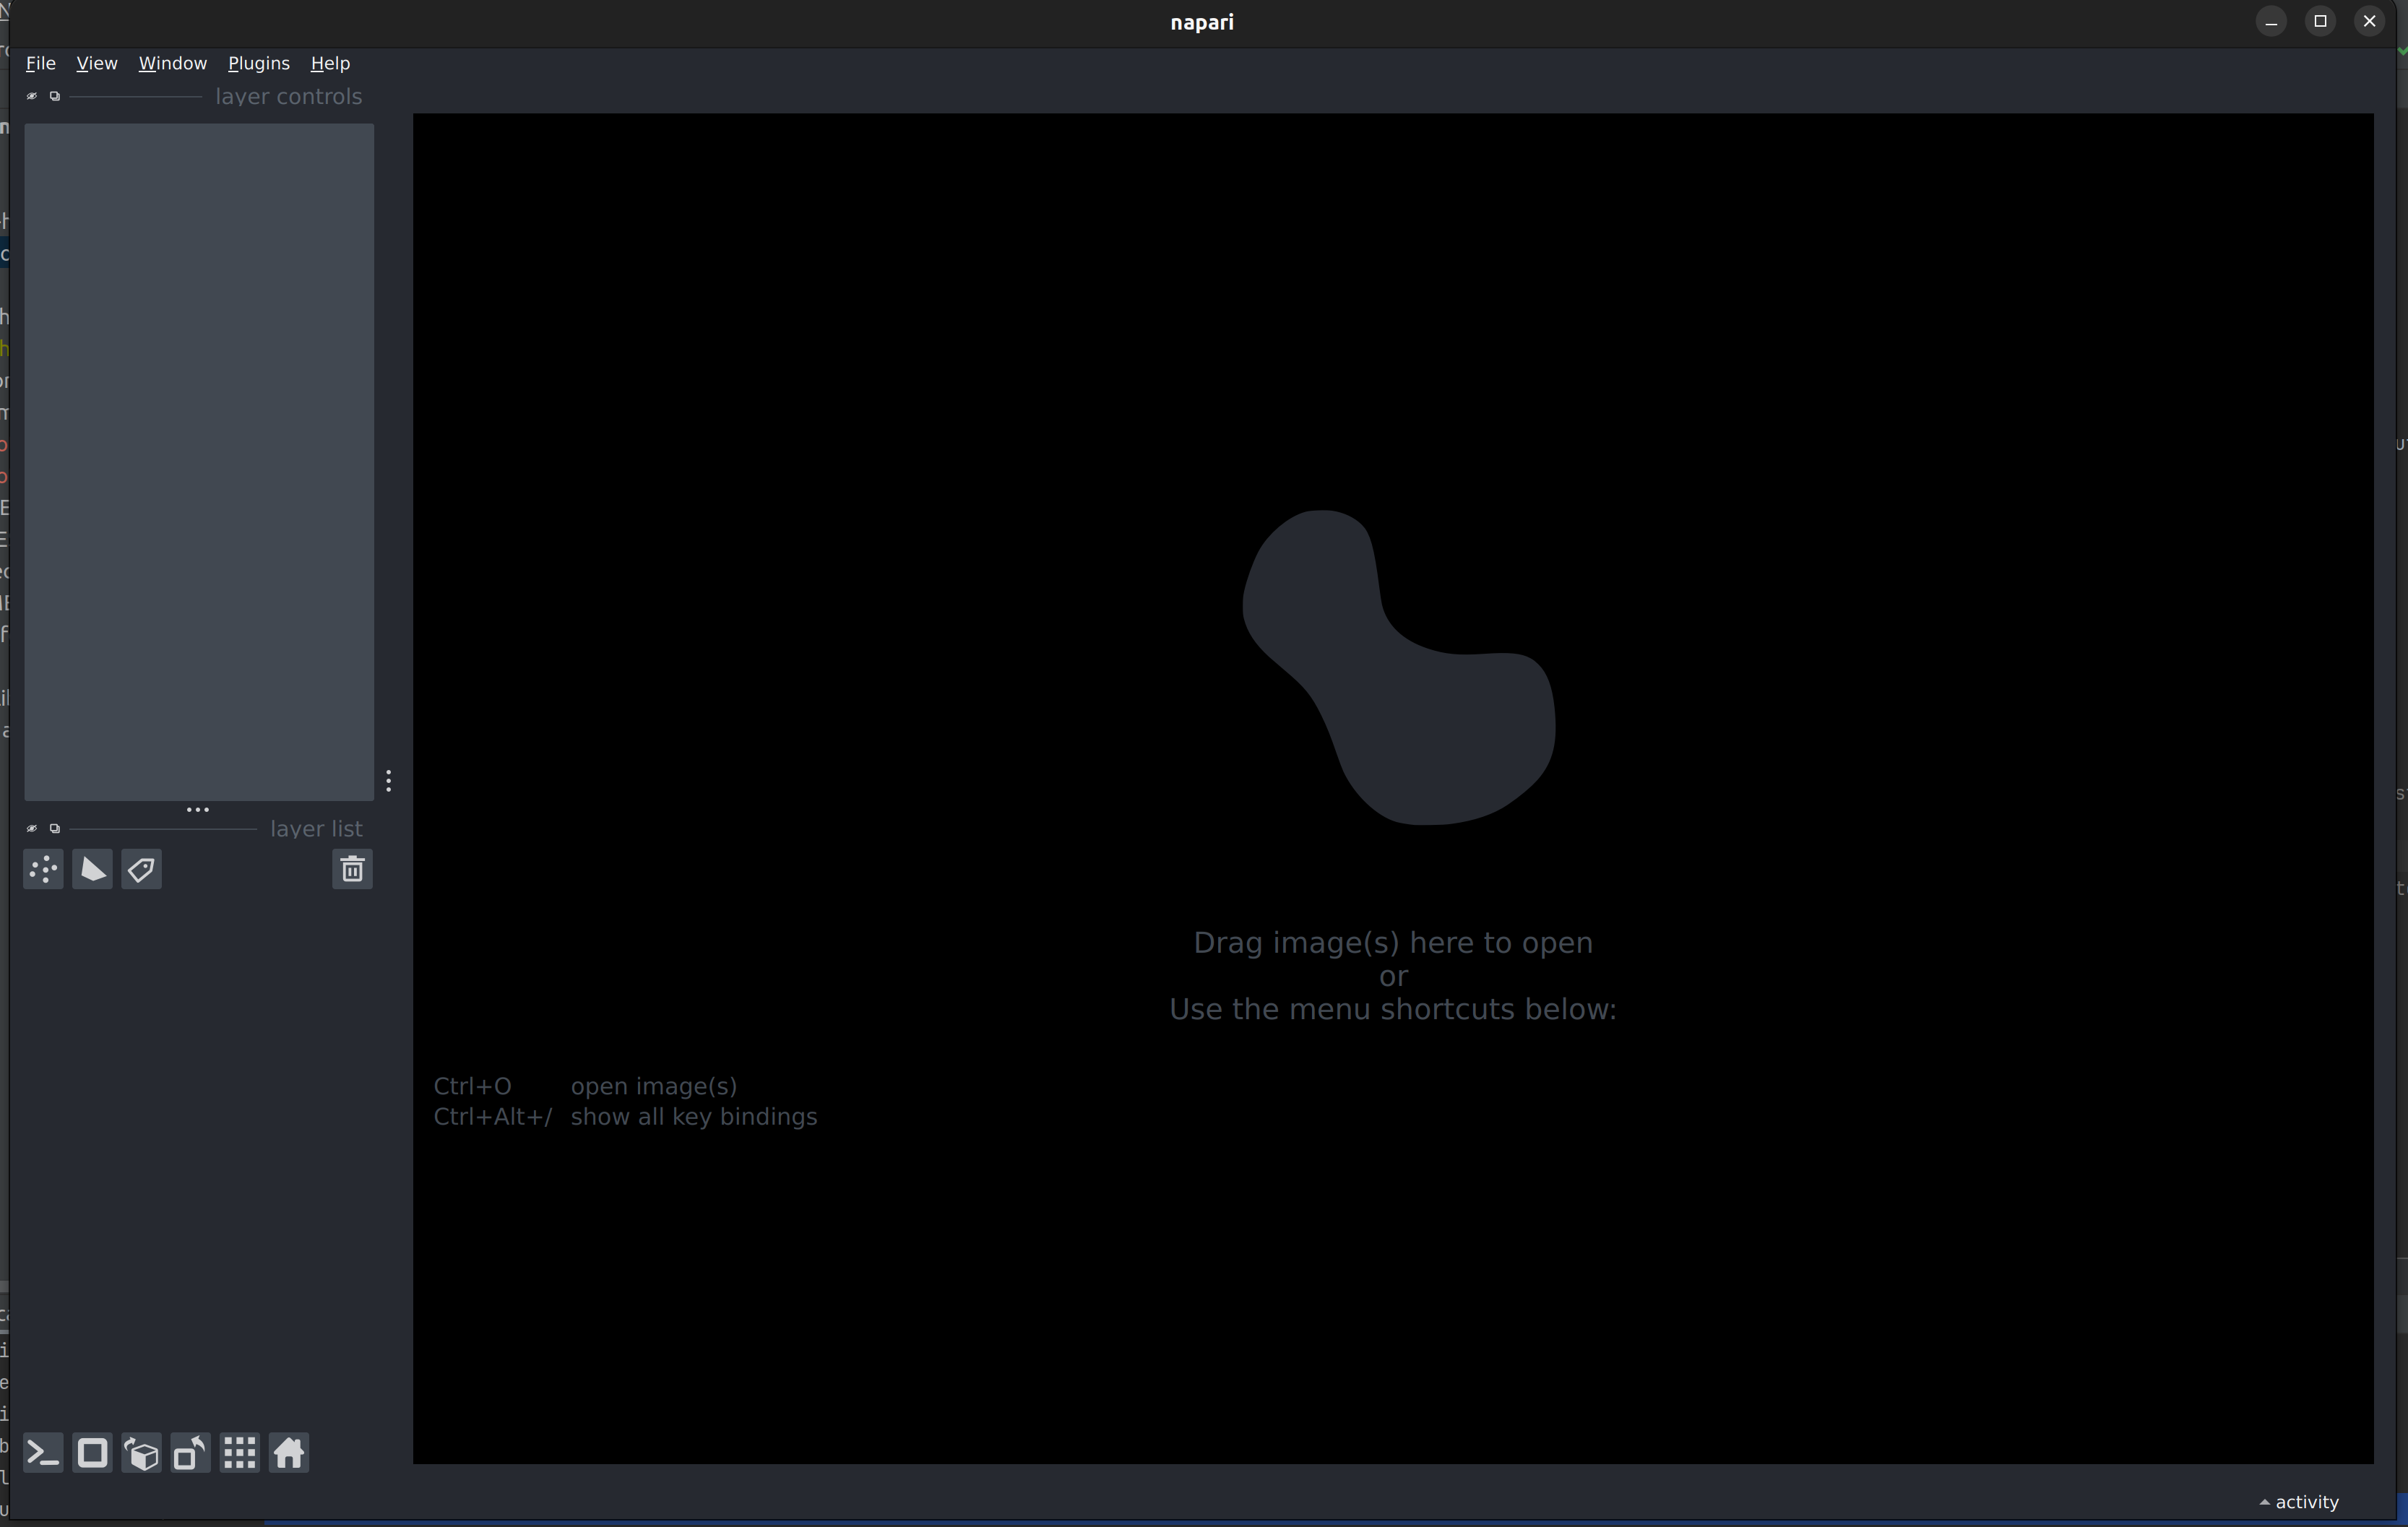 napari
File View Window Plugins Help
layer controls
layer list
Drag image(s) here to open
or
Use the menu shortcuts below:
Ctrl+O open image(s)
Ctrl+Alt+/ show all key bindings
activity